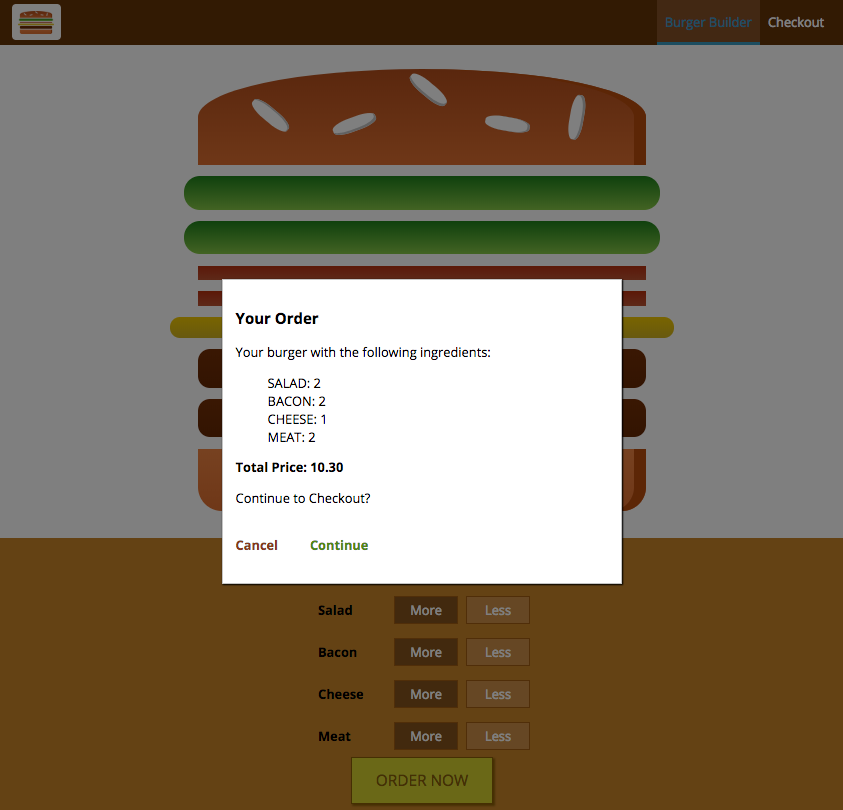 Burger Builder Checkout
Your Order
Your burger with the following ingredients:
SALAD: 2
BACON: 2
CHEESE: 1
MEAT: 2
Total Price: 10.30
Continue to Checkout?
Cancel Continue
Salad More Less
Bacon More Less
Cheese More Less
Meat More Less
ORDER NOW